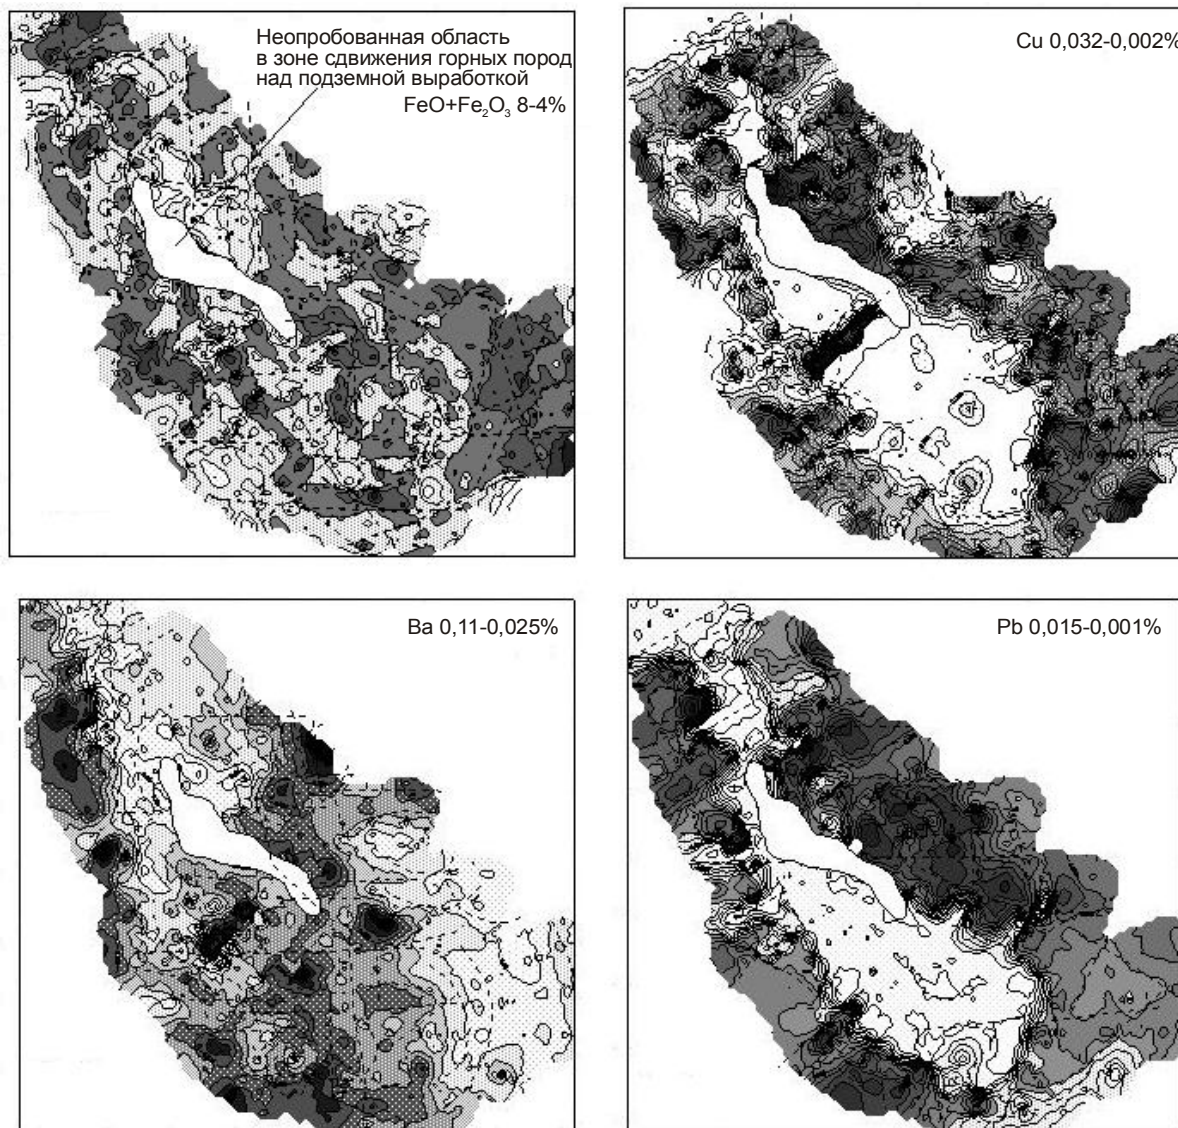 Неопробованная область
в зоне сдвижения горных пород
над подземной выработкой
FeO+Fe₂O₃ 8-4%
Cu 0,032-0,002%
Ba 0,11-0,025%
Pb 0,015-0,001%